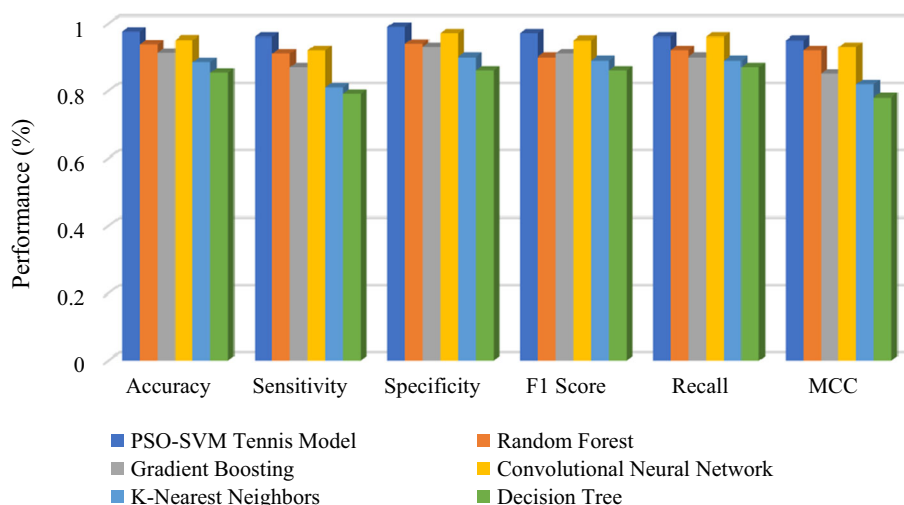 Performance (%)
1
0.8
0.6
0.4
0.2
0
Accuracy Sensitivity Specificity F1 Score Recall MCC
PSO-SVM Tennis Model Random Forest
Gradient Boosting Convolutional Neural Network
K-Nearest Neighbors Decision Tree